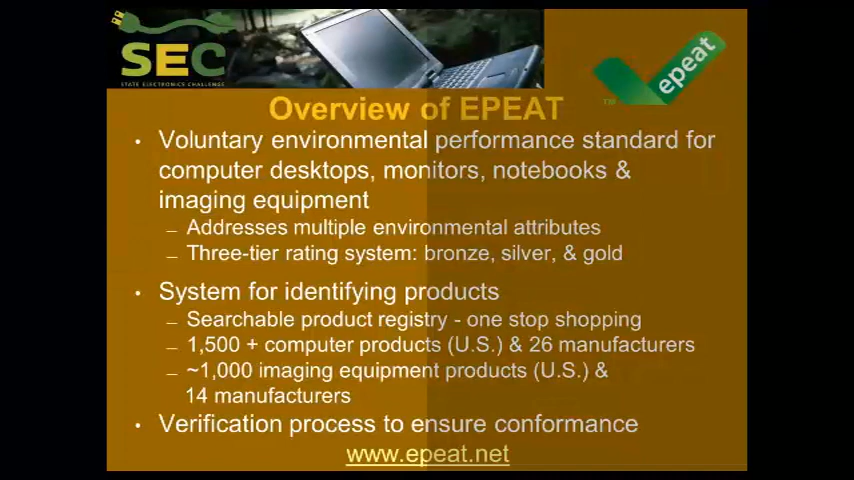 SEC
STATE ELECTRONICS CHALLENGE
epeat
TM
Overview of EPEAT
• Voluntary environmental performance standard for
computer desktops, monitors, notebooks &
imaging equipment
– Addresses multiple environmental attributes
– Three-tier rating system: bronze, silver, & gold
• System for identifying products
– Searchable product registry - one stop shopping
– 1,500 + computer products (U.S.) & 26 manufacturers
– ~1,000 imaging equipment products (U.S.) &
14 manufacturers
• Verification process to ensure conformance
www.epeat.net